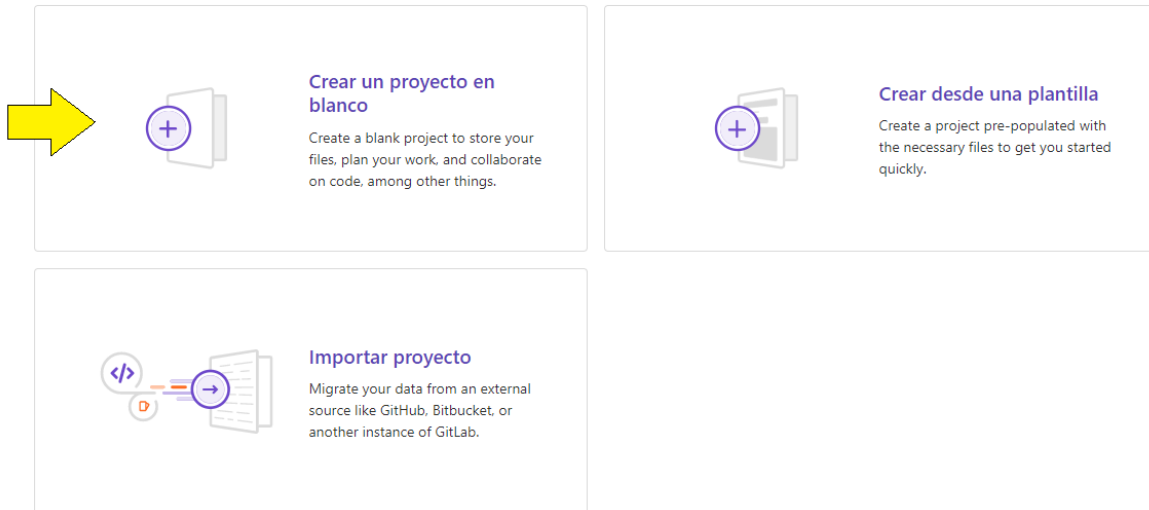 Crear un proyecto en
blanco
Create a blank project to store your
files, plan your work, and collaborate
on code, among other things.
Crear desde una plantilla
Create a project pre-populated with
the necessary files to get you started
quickly.
Importar proyecto
Migrate your data from an external
source like GitHub, Bitbucket, or
another instance of GitLab.